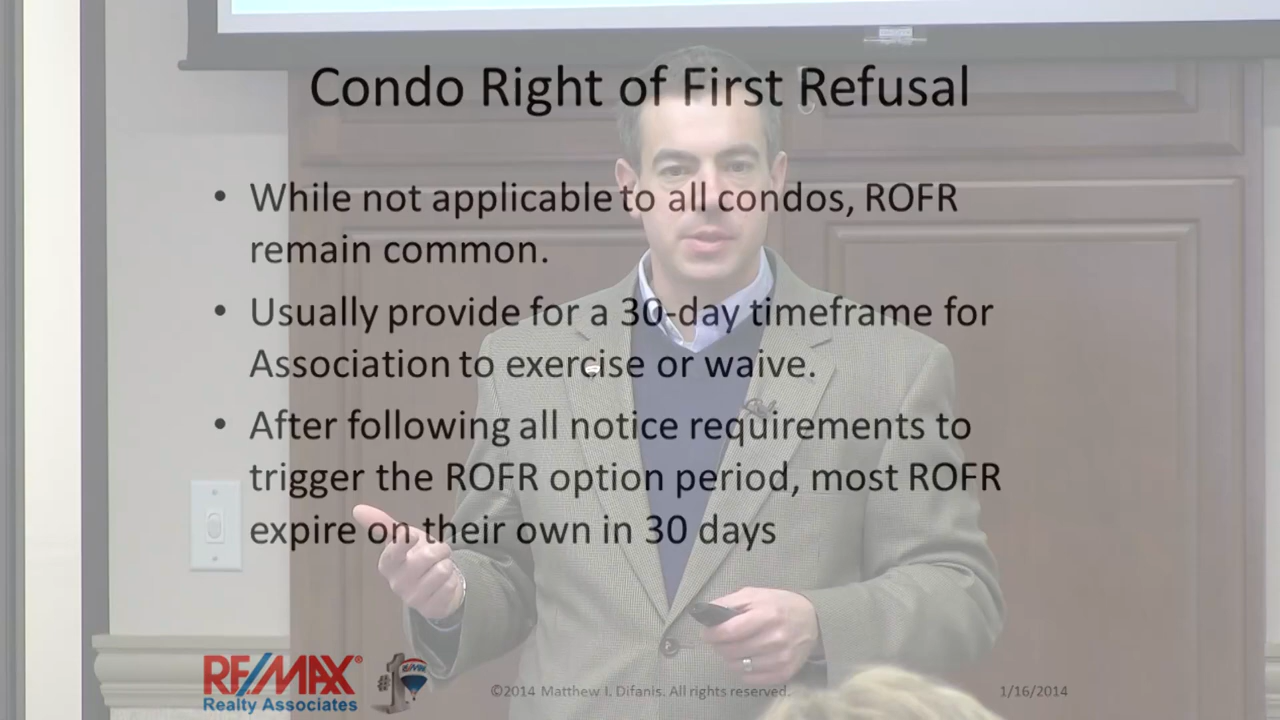 Condo Right of First Refusal
• While not applicable to all condos, ROFR
remain common.
• Usually provide for a 30-day timeframe for
Association to exercise or waive.
• After following all notice requirements to
trigger the ROFR option period, most ROFR
expire on their own in 30 days
RE/MAX®
Realty Associates
#1
RE/MAX
©2014 Matthew I. Difanis. All rights reserved.
1/16/2014